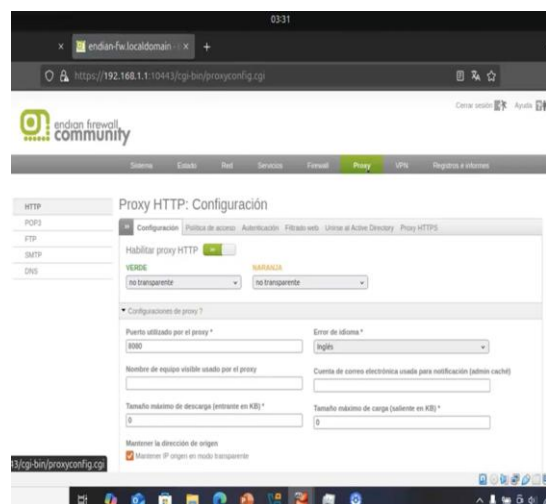 03:31
endian-fw.localdomain
https://192.168.1.1:10443/cgi-bin/proxyconfig.cgi
Cerrar sesión Ayuda
endian firewall
community
Sistema Estado Red Servicios Firewall Proxy VPN Registros e informes
HTTP
POP3
FTP
SMTP
DNS
Proxy HTTP: Configuración
Configuración Política de acceso Autenticación Filtrado web Unirse al Active Directory Proxy HTTPS
Habilitar proxy HTTP
VERDE NARANJA
no transparente no transparente
Configuraciones de proxy ?
Puerto utilizado por el proxy * Error de idioma *
8080 Inglés
Nombre de equipo visible usado por el proxy Cuenta de correo electrónica usada para notificación (admin caché)
Tamaño máximo de descarga (entrante en KB) * Tamaño máximo de carga (saliente en KB) *
0 0
Mantener la dirección de origen
Mantener IP origen en modo transparente
43/cgi-bin/proxyconfig.cgi